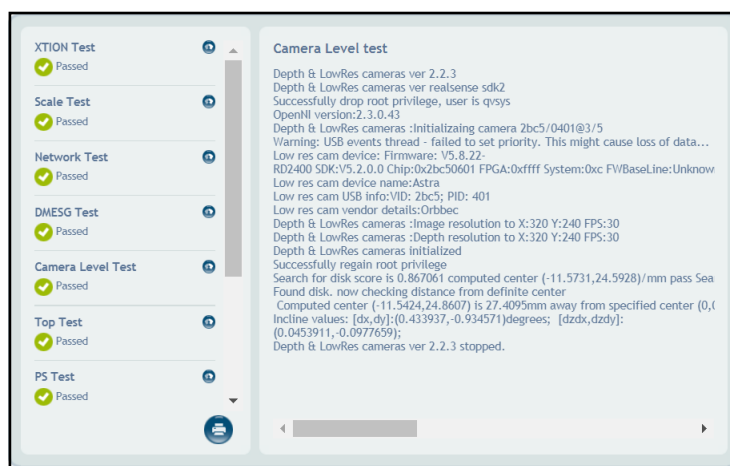 XTION Test
Passed
Scale Test
Passed
Network Test
Passed
DMESG Test
Passed
Camera Level Test
Passed
Top Test
Passed
PS Test
Passed
Camera Level test
Depth & LowRes cameras ver 2.2.3
Depth & LowRes cameras ver realsense sdk2
Successfully drop root privilege, user is qvsys
OpenNI version:2.3.0.43
Depth & LowRes cameras :Initializaing camera 2bc5/0401@3/5
Warning: USB events thread - failed to set priority. This might cause loss of data...
Low res cam device: Firmware: V5.8.22-
RD2400 SDK:V5.2.0.0 Chip:0x2bc50601 FPGA:0xffff System:0xc FWBaseLine:Unknow
Low res cam device name:Astra
Low res cam USB info:VID: 2bc5; PID: 401
Low res cam vendor details:Orbbec
Depth & LowRes cameras :Image resolution to X:320 Y:240 FPS:30
Depth & LowRes cameras :Depth resolution to X:320 Y:240 FPS:30
Depth & LowRes cameras initialized
Successfully regain root privilege
Search for disk score is 0.867061 computed center (-11.5731,24.5928)/mm pass Sea
Found disk. now checking distance from definite center
Computed center (-11.5424,24.8607) is 27.4095mm away from specified center (0,0
Incline values: [dx,dy]:(0.433937,-0.934571)degrees; [dzdx,dzdy]:
(0.0453911,-0.0977659);
Depth & LowRes cameras ver 2.2.3 stopped.